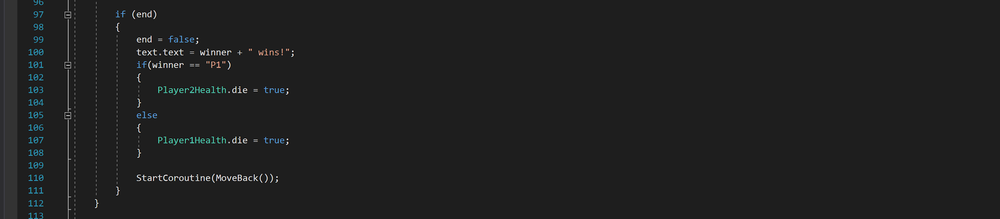 96
97 if (end)
98 {
99 end = false;
100 text.text = winner + " wins!";
101 if(winner == "P1")
102 {
103 Player2Health.die = true;
104 }
105 else
106 {
107 Player1Health.die = true;
108 }
109
110 StartCoroutine(MoveBack());
111 }
112 }
113